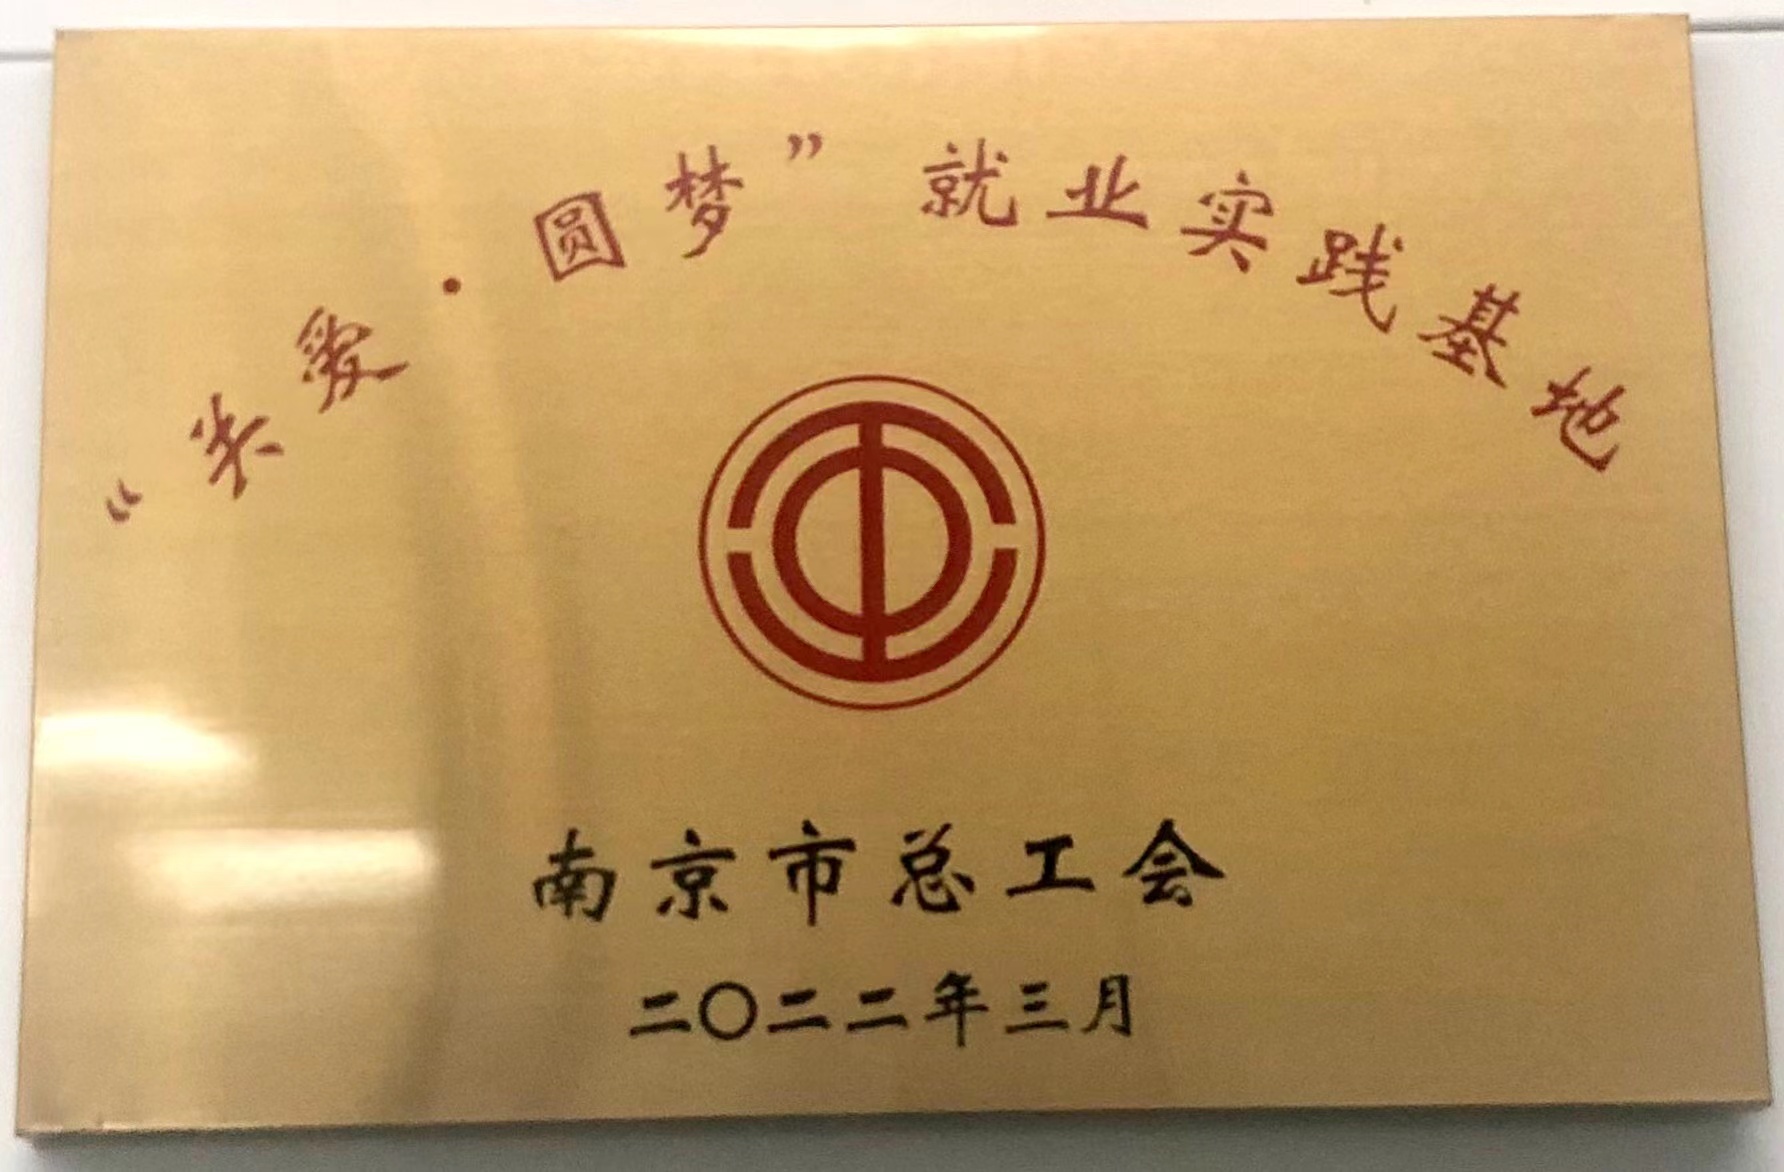 “关爱·圆梦”就业实践基地
南京市总工会
二〇二二年三月